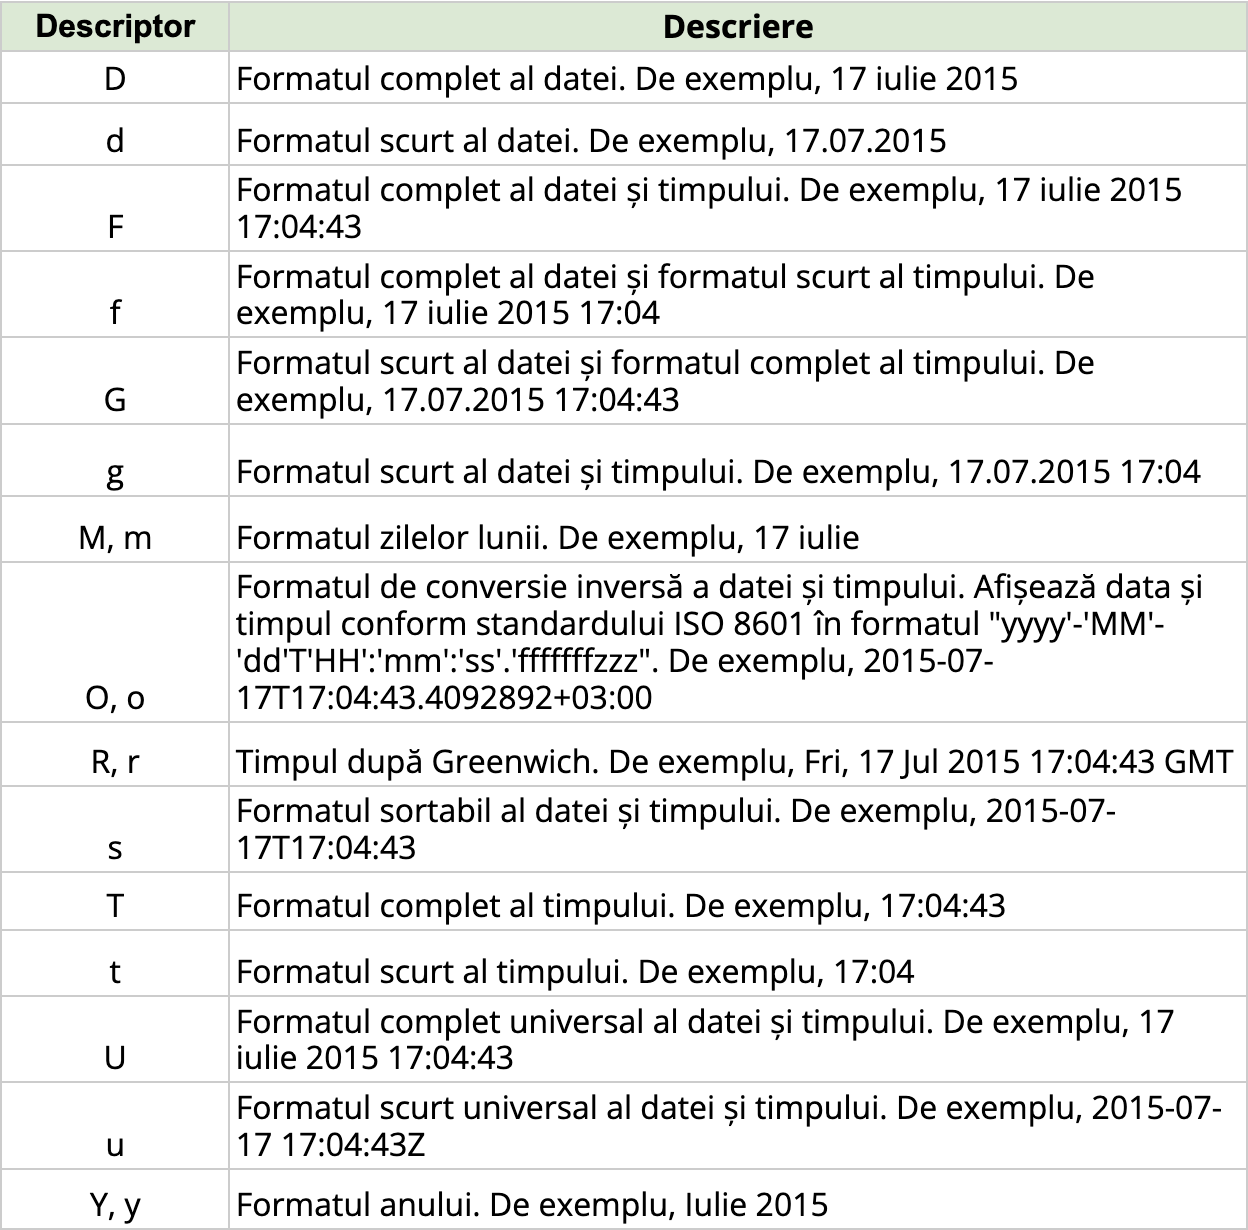 Descriptor Descriere
D Formatul complet al datei. De exemplu, 17 iulie 2015
d Formatul scurt al datei. De exemplu, 17.07.2015
Formatul complet al datei și timpului. De exemplu, 17 iulie 2015
F 17:04:43
Formatul complet al datei și formatul scurt al timpului. De
f exemplu, 17 iulie 2015 17:04
Formatul scurt al datei și formatul complet al timpului. De
G exemplu, 17.07.2015 17:04:43
g Formatul scurt al datei și timpului. De exemplu, 17.07.2015 17:04
M, m Formatul zilelor lunii. De exemplu, 17 iulie
Formatul de conversie inversă a datei și timpului. Afișează data și
timpul conform standardului ISO 8601 în formatul "yyyy'-'MM'-
'dd'T'HH':'mm':'ss'.'fffffffzzz". De exemplu, 2015-07-
O, o 17T17:04:43.4092892+03:00
R, r Timpul după Greenwich. De exemplu, Fri, 17 Jul 2015 17:04:43 GMT
Formatul sortabil al datei și timpului. De exemplu, 2015-07-
s 17T17:04:43
T Formatul complet al timpului. De exemplu, 17:04:43
t Formatul scurt al timpului. De exemplu, 17:04
Formatul complet universal al datei și timpului. De exemplu, 17
U iulie 2015 17:04:43
Formatul scurt universal al datei și timpului. De exemplu, 2015-07-
u 17 17:04:43Z
Y, y Formatul anului. De exemplu, Iulie 2015